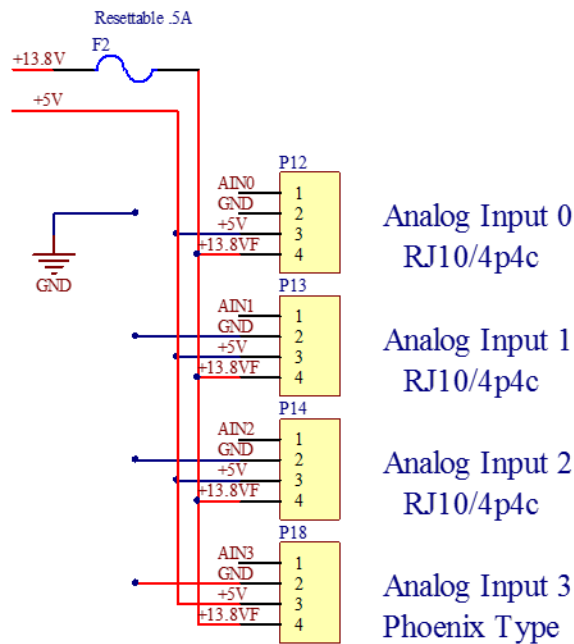 Resettable .5A
F2
+13.8V
+5V
GND
P12
AIN0
GND
+5V
+13.8VF
1
2
3
4
Analog Input 0
RJ10/4p4c
P13
AIN1
GND
+5V
+13.8VF
1
2
3
4
Analog Input 1
RJ10/4p4c
P14
AIN2
GND
+5V
+13.8VF
1
2
3
4
Analog Input 2
RJ10/4p4c
P18
AIN3
GND
+5V
+13.8VF
1
2
3
4
Analog Input 3
Phoenix Type